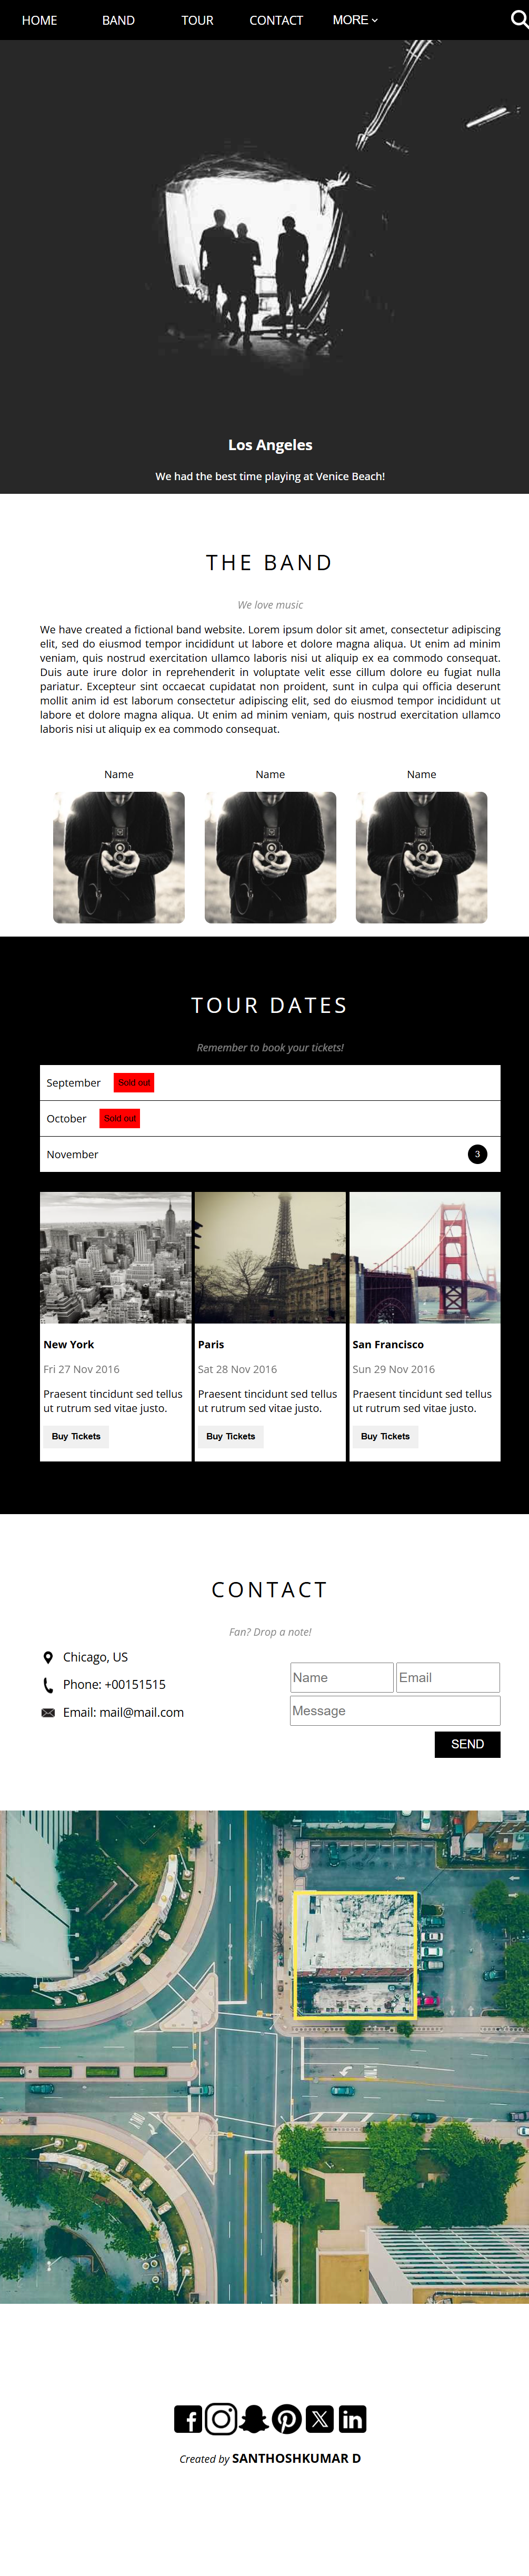 HOME BAND TOUR CONTACT MORE
Los Angeles
We had the best time playing at Venice Beach!
THE BAND
We love music
We have created a fictional band website. Lorem ipsum dolor sit amet, consectetur adipiscing
elit, sed do eiusmod tempor incididunt ut labore et dolore magna aliqua. Ut enim ad minim
veniam, quis nostrud exercitation ullamco laboris nisi ut aliquip ex ea commodo consequat.
Duis aute irure dolor in reprehenderit in voluptate velit esse cillum dolore eu fugiat nulla
pariatur. Excepteur sint occaecat cupidatat non proident, sunt in culpa qui officia deserunt
mollit anim id est laborum consectetur adipiscing elit, sed do eiusmod tempor incididunt ut
labore et dolore magna aliqua. Ut enim ad minim veniam, quis nostrud exercitation ullamco
laboris nisi ut aliquip ex ea commodo consequat.
Name Name Name
TOUR DATES
Remember to book your tickets!
September Sold out
October Sold out
November 3
New York
Fri 27 Nov 2016
Praesent tincidunt sed tellus
ut rutrum sed vitae justo.
Buy Tickets
Paris
Sat 28 Nov 2016
Praesent tincidunt sed tellus
ut rutrum sed vitae justo.
Buy Tickets
San Francisco
Sun 29 Nov 2016
Praesent tincidunt sed tellus
ut rutrum sed vitae justo.
Buy Tickets
CONTACT
Fan? Drop a note!
Chicago, US
Phone: +00151515
Email: mail@mail.com
Name Email
Message
SEND
Created by SANTHOSHKUMAR D